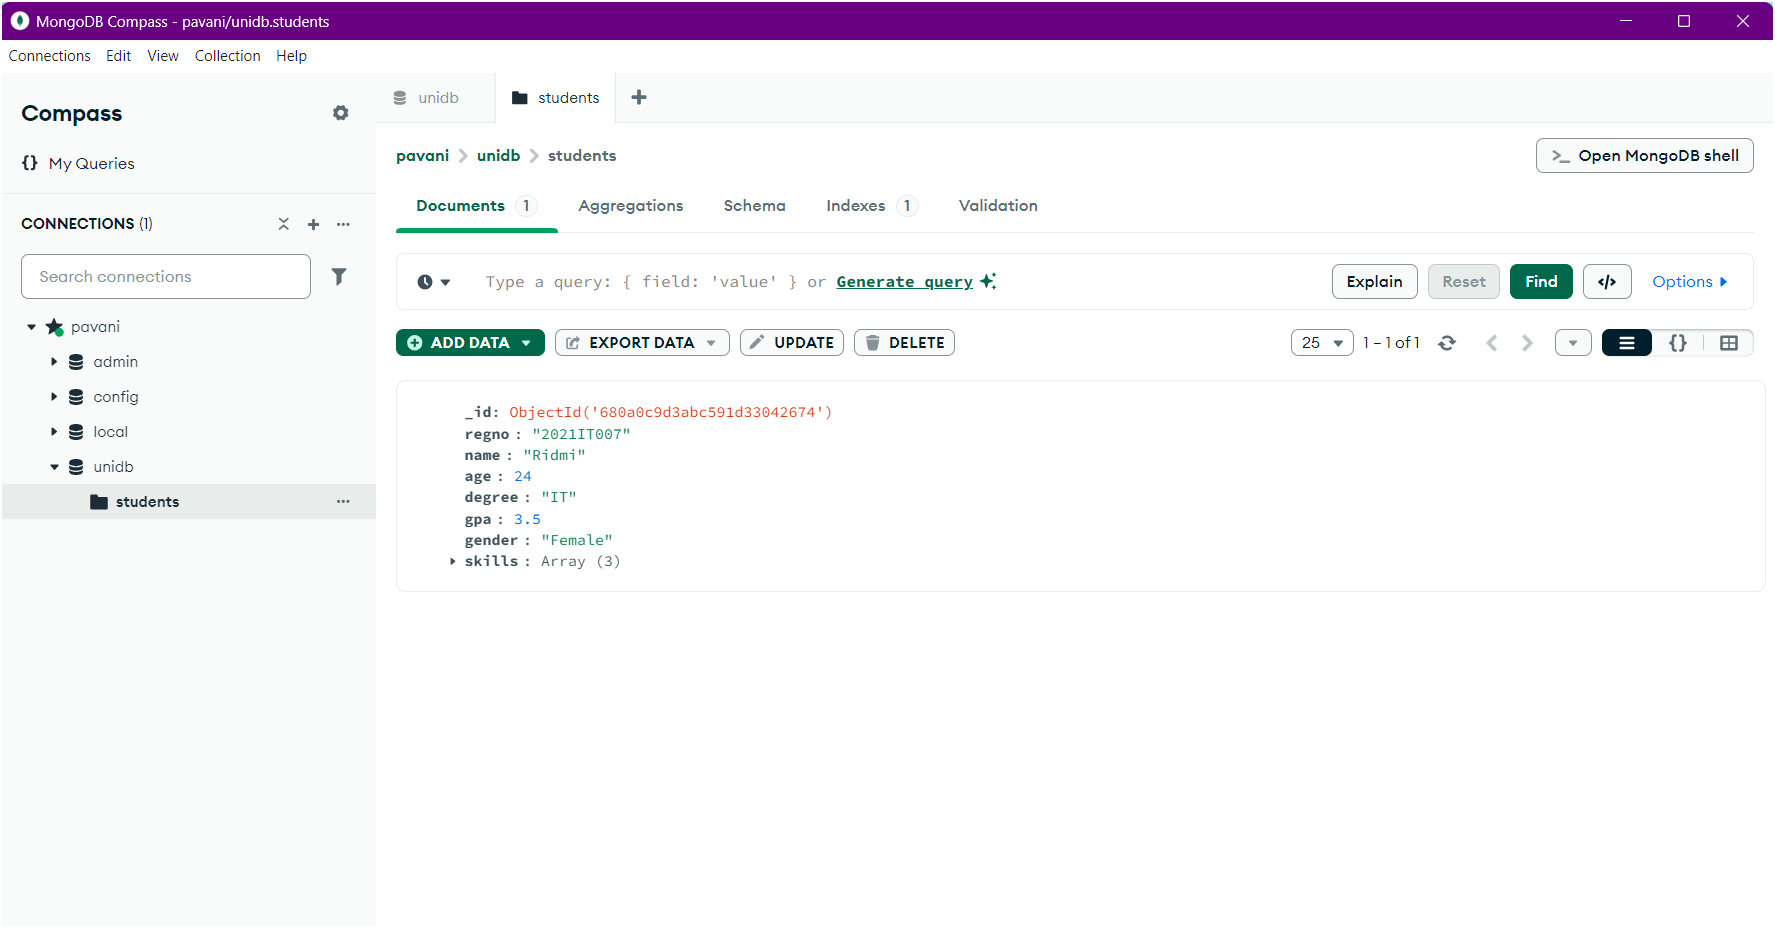 MongoDB Compass - pavani/unidb.students
Connections Edit View Collection Help
Compass
{} My Queries
CONNECTIONS (1)
Search connections
pavani
admin
config
local
unidb
students
unidb students
pavani > unidb > students
>_ Open MongoDB shell
Documents 1 Aggregations Schema Indexes 1 Validation
Type a query: { field: 'value' } or Generate query
Explain Reset Find </> Options
ADD DATA EXPORT DATA UPDATE DELETE
25 1 – 1 of 1 {}
_id: ObjectId('680a0c9d3abc591d33042674')
regno : "2021IT007"
name : "Ridmi"
age : 24
degree : "IT"
gpa : 3.5
gender : "Female"
skills : Array (3)